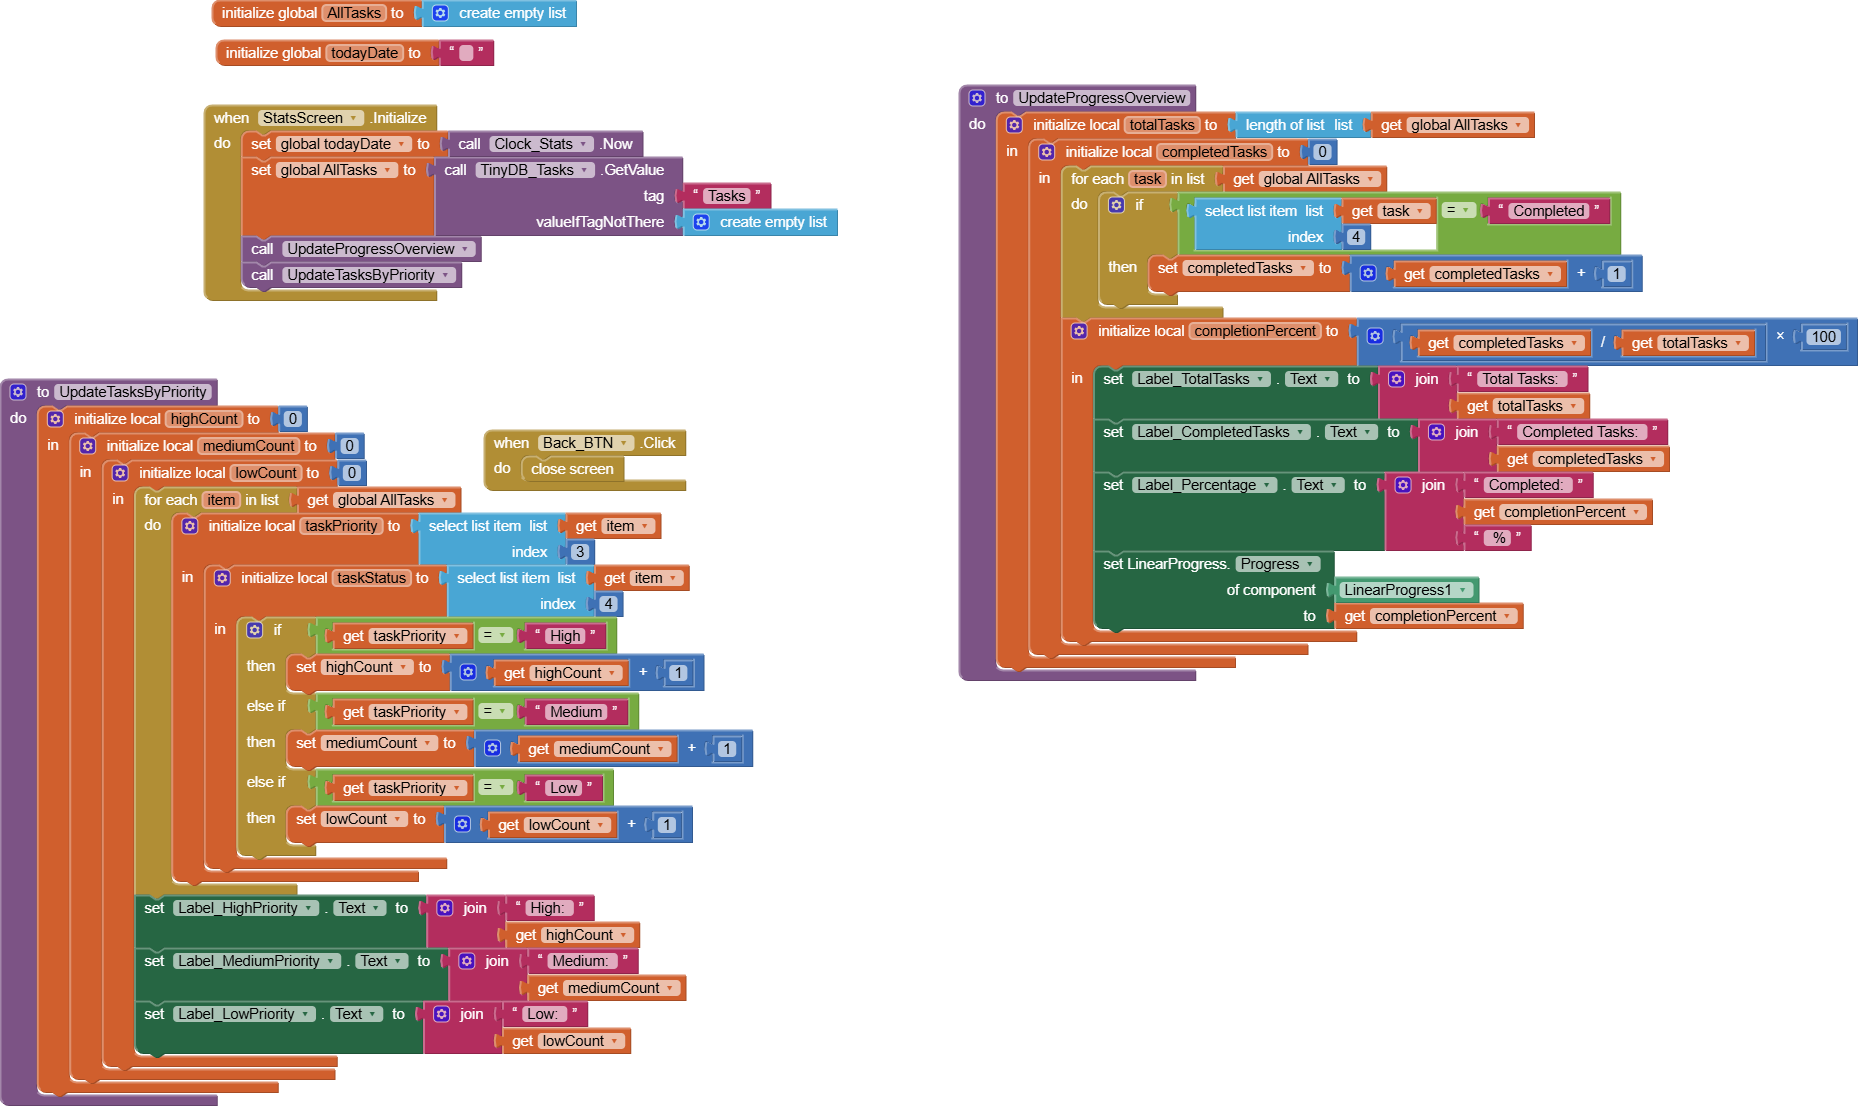 initialize global AllTasks to create empty list
initialize global todayDate to “ ”
when StatsScreen .Initialize
do set global todayDate to call Clock_Stats .Now
set global AllTasks to call TinyDB_Tasks .GetValue
tag “ Tasks ”
valueIfTagNotThere create empty list
call UpdateProgressOverview
call UpdateTasksByPriority
to UpdateTasksByPriority
do initialize local highCount to 0
in initialize local mediumCount to 0
in initialize local lowCount to 0
in for each item in list get global AllTasks
do initialize local taskPriority to select list item list get item
index 3
in initialize local taskStatus to select list item list get item
index 4
in if get taskPriority = “ High ”
then set highCount to get highCount + 1
else if get taskPriority = “ Medium ”
then set mediumCount to get mediumCount + 1
else if get taskPriority = “ Low ”
then set lowCount to get lowCount + 1
set Label_HighPriority . Text to join “ High: ”
get highCount
set Label_MediumPriority . Text to join “ Medium: ”
get mediumCount
set Label_LowPriority . Text to join “ Low: ”
get lowCount
when Back_BTN .Click
do close screen
to UpdateProgressOverview
do initialize local totalTasks to length of list list get global AllTasks
in initialize local completedTasks to 0
in for each task in list get global AllTasks
do if select list item list get task = “ Completed ”
index 4
then set completedTasks to get completedTasks + 1
initialize local completionPercent to get completedTasks / get totalTasks × 100
in set Label_TotalTasks . Text to join “ Total Tasks: ”
get totalTasks
set Label_CompletedTasks . Text to join “ Completed Tasks: ”
get completedTasks
set Label_Percentage . Text to join “ Completed: ”
get completionPercent
“ % ”
set LinearProgress. Progress
of component LinearProgress1
to get completionPercent